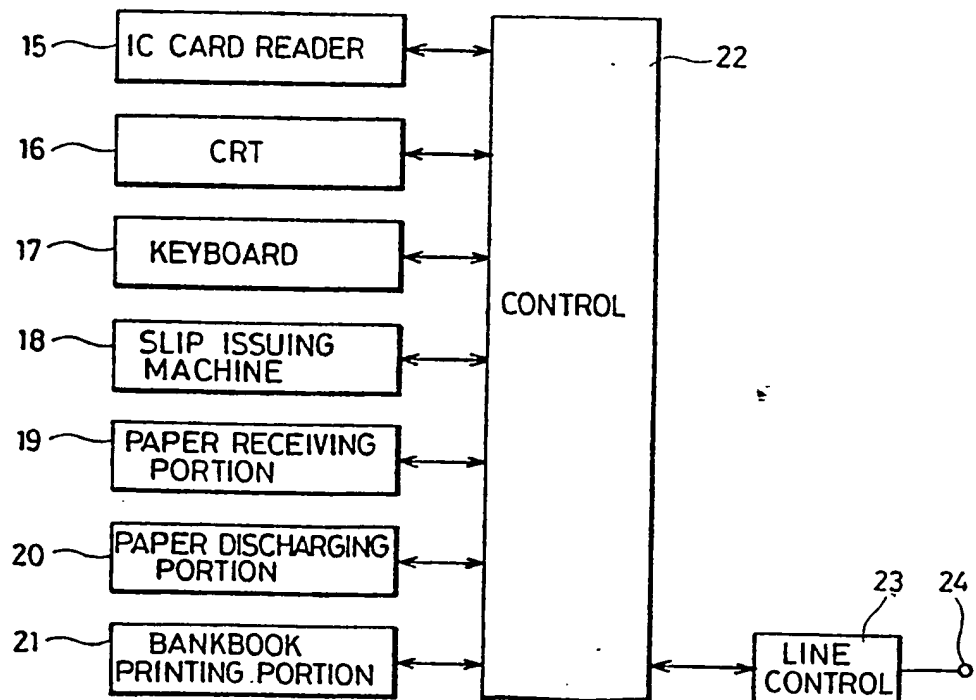 15
IC CARD READER
22
16
CRT
17
KEYBOARD
CONTROL
18
SLIP ISSUING
MACHINE
19
PAPER RECEIVING
PORTION
20
PAPER DISCHARGING
PORTION
21
BANKBOOK
PRINTING PORTION
23
24
LINE
CONTROL